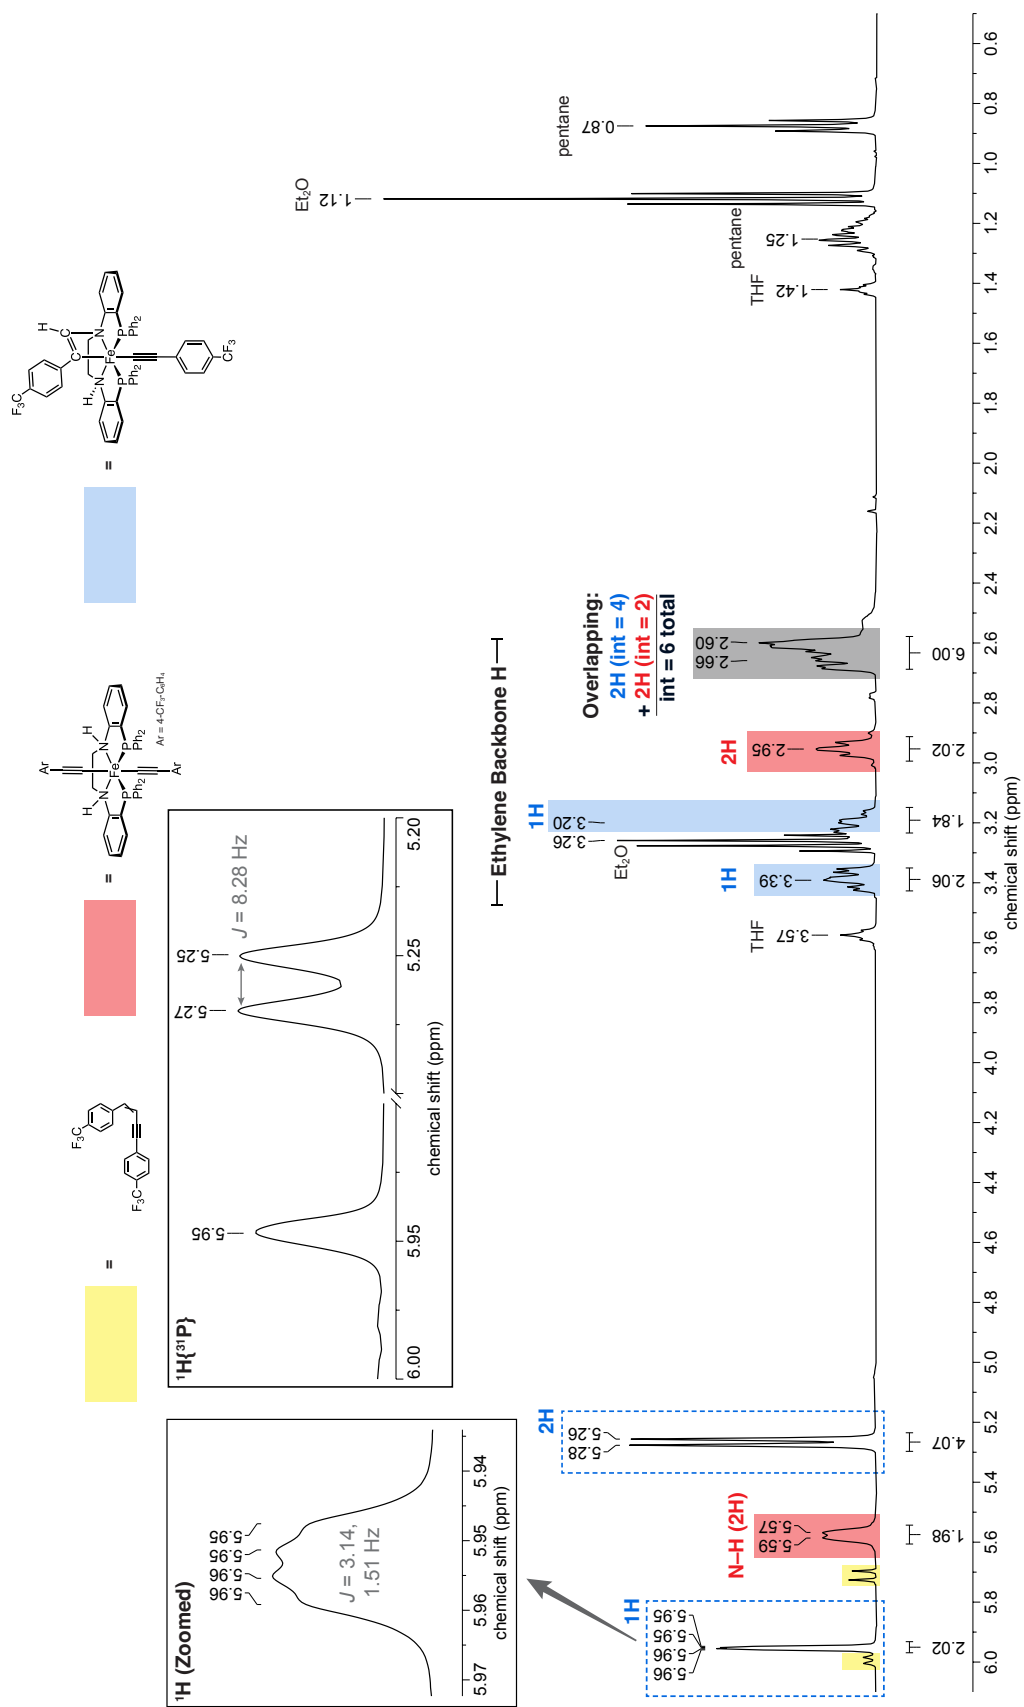 =
=
=
F₃C
F₃C
Ar
H
H
N
N
Fe
P
P
Ph₂
Ph₂
Ar
Ar = 4-CF₃-C₆H₄
F₃C
H
C
C
H
N
N
Fe
P
P
Ph₂
Ph₂
CF₃
¹H (Zoomed)
5.96
5.96
5.95
5.95
J = 3.14,
1.51 Hz
5.97
5.96
5.95
5.94
chemical shift (ppm)
¹H{³¹P}
5.95
5.27
5.25
J = 8.28 Hz
6.00
5.95
5.25
5.20
chemical shift (ppm)
Ethylene Backbone H
1H
5.96
5.96
5.95
5.95
N–H (2H)
5.59
5.57
2H
5.28
5.26
THF
3.57
1H
3.39
Et₂O
3.26
1H
3.20
2H
2.95
Overlapping:
2H (int = 4)
+ 2H (int = 2)
int = 6 total
2.66
2.60
THF
1.42
pentane
1.25
Et₂O
1.12
pentane
0.87
2.02
1.98
4.07
2.06
1.84
2.02
6.00
6.0
5.8
5.6
5.4
5.2
5.0
4.8
4.6
4.4
4.2
4.0
3.8
3.6
3.4
3.2
3.0
2.8
2.6
2.4
2.2
2.0
1.8
1.6
1.4
1.2
1.0
0.8
0.6
chemical shift (ppm)